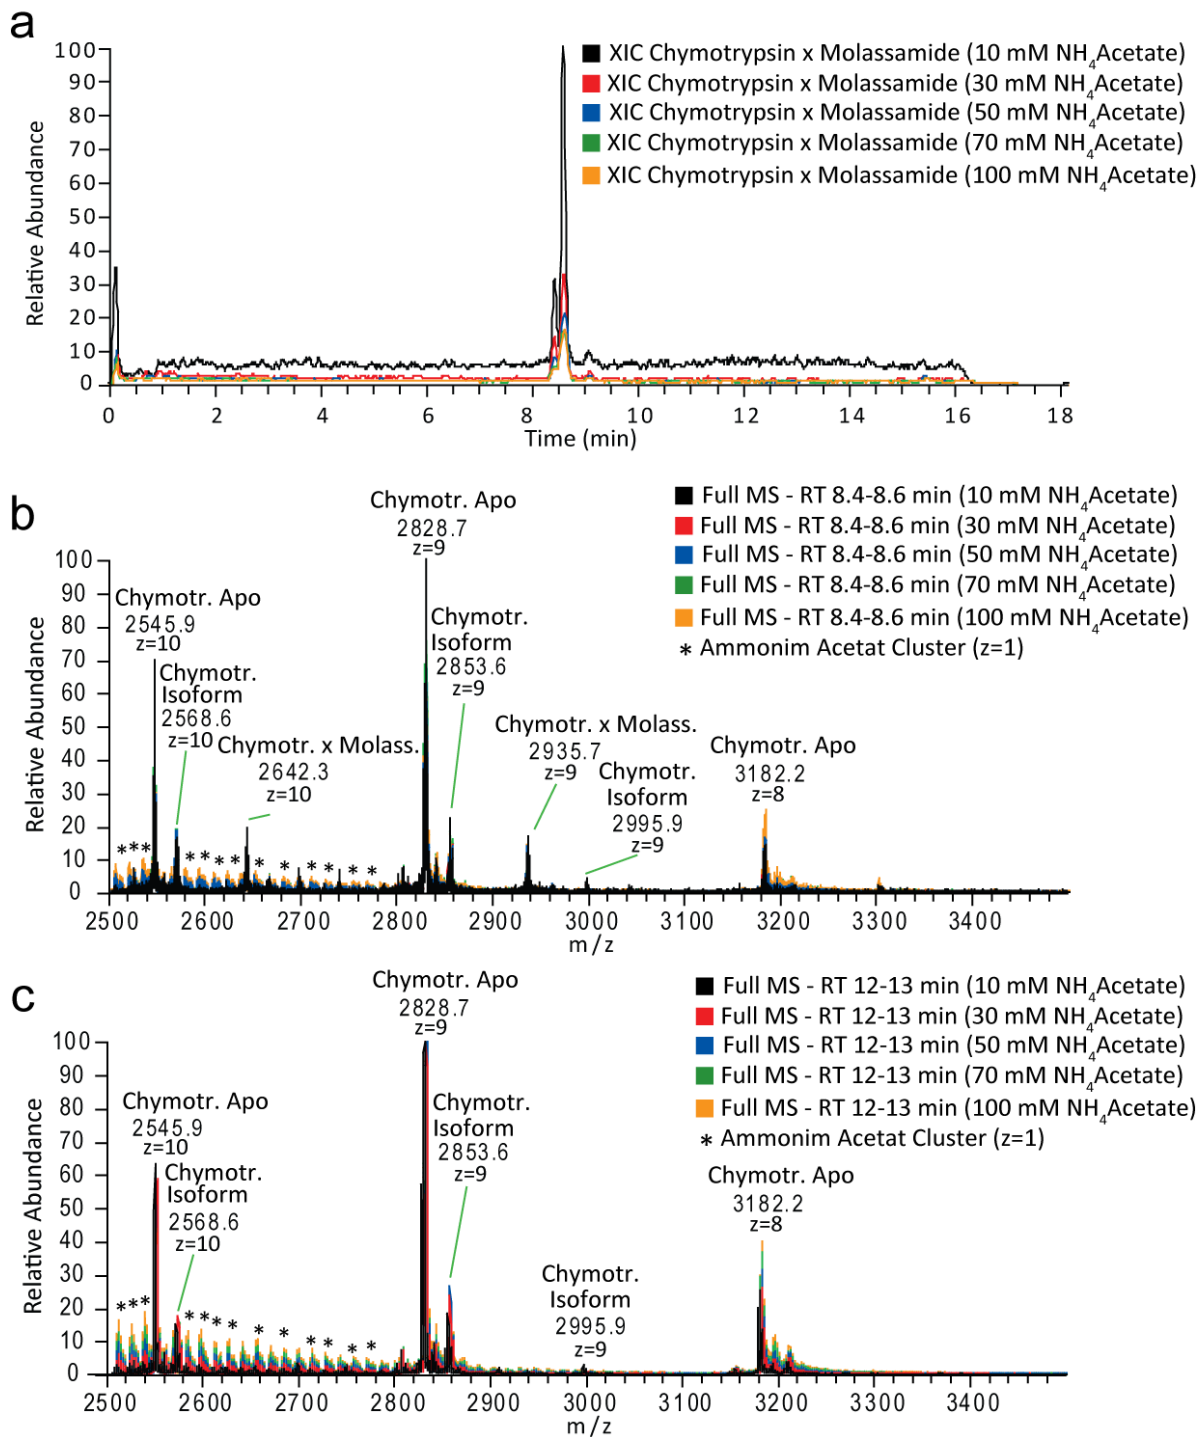 a
XIC Chymotrypsin x Molassamide (10 mM NH4Acetate)
XIC Chymotrypsin x Molassamide (30 mM NH4Acetate)
XIC Chymotrypsin x Molassamide (50 mM NH4Acetate)
XIC Chymotrypsin x Molassamide (70 mM NH4Acetate)
XIC Chymotrypsin x Molassamide (100 mM NH4Acetate)
Relative Abundance
100
90
80
70
60
50
40
30
20
10
0
0 2 4 6 8 10 12 14 16 18
Time (min)
b
Full MS - RT 8.4-8.6 min (10 mM NH4Acetate)
Full MS - RT 8.4-8.6 min (30 mM NH4Acetate)
Full MS - RT 8.4-8.6 min (50 mM NH4Acetate)
Full MS - RT 8.4-8.6 min (70 mM NH4Acetate)
Full MS - RT 8.4-8.6 min (100 mM NH4Acetate)
* Ammonim Acetat Cluster (z=1)
Chymotr. Apo
2828.7
z=9
Chymotr. Apo
2545.9
z=10
Chymotr.
Isoform
2568.6
z=10
Chymotr. x Molass.
2642.3
z=10
Chymotr.
Isoform
2853.6
z=9
Chymotr. x Molass.
2935.7
z=9
Chymotr.
Isoform
2995.9
z=9
Chymotr. Apo
3182.2
z=8
* * * * * * * * * * * *
Relative Abundance
100
90
80
70
60
50
40
30
20
10
0
2500 2600 2700 2800 2900 3000 3100 3200 3300 3400
m/z
c
Full MS - RT 12-13 min (10 mM NH4Acetate)
Full MS - RT 12-13 min (30 mM NH4Acetate)
Full MS - RT 12-13 min (50 mM NH4Acetate)
Full MS - RT 12-13 min (70 mM NH4Acetate)
Full MS - RT 12-13 min (100 mM NH4Acetate)
* Ammonim Acetat Cluster (z=1)
Chymotr. Apo
2828.7
z=9
Chymotr. Apo
2545.9
z=10
Chymotr.
Isoform
2568.6
z=10
Chymotr.
Isoform
2853.6
z=9
Chymotr.
Isoform
2995.9
z=9
Chymotr. Apo
3182.2
z=8
* * * * * * * * * * * * *
Relative Abundance
100
90
80
70
60
50
40
30
20
10
0
2500 2600 2700 2800 2900 3000 3100 3200 3300 3400
m/z